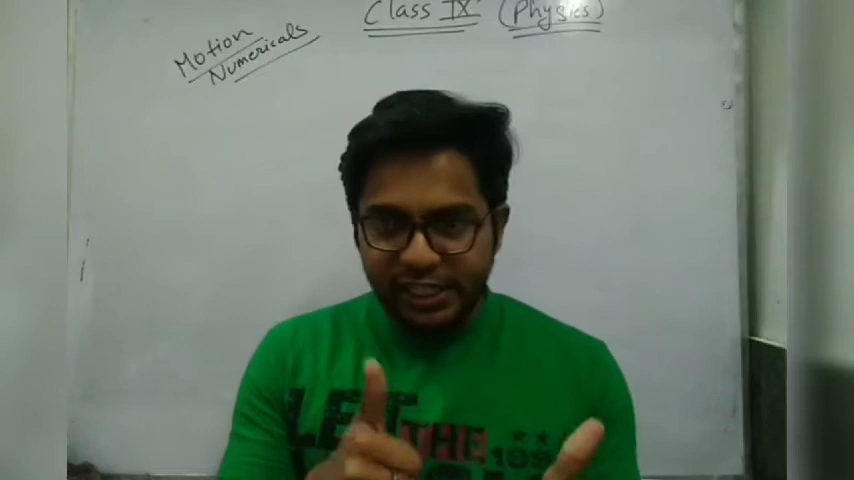 Class IX (Physics)
Motion
Numericals
LET
THE